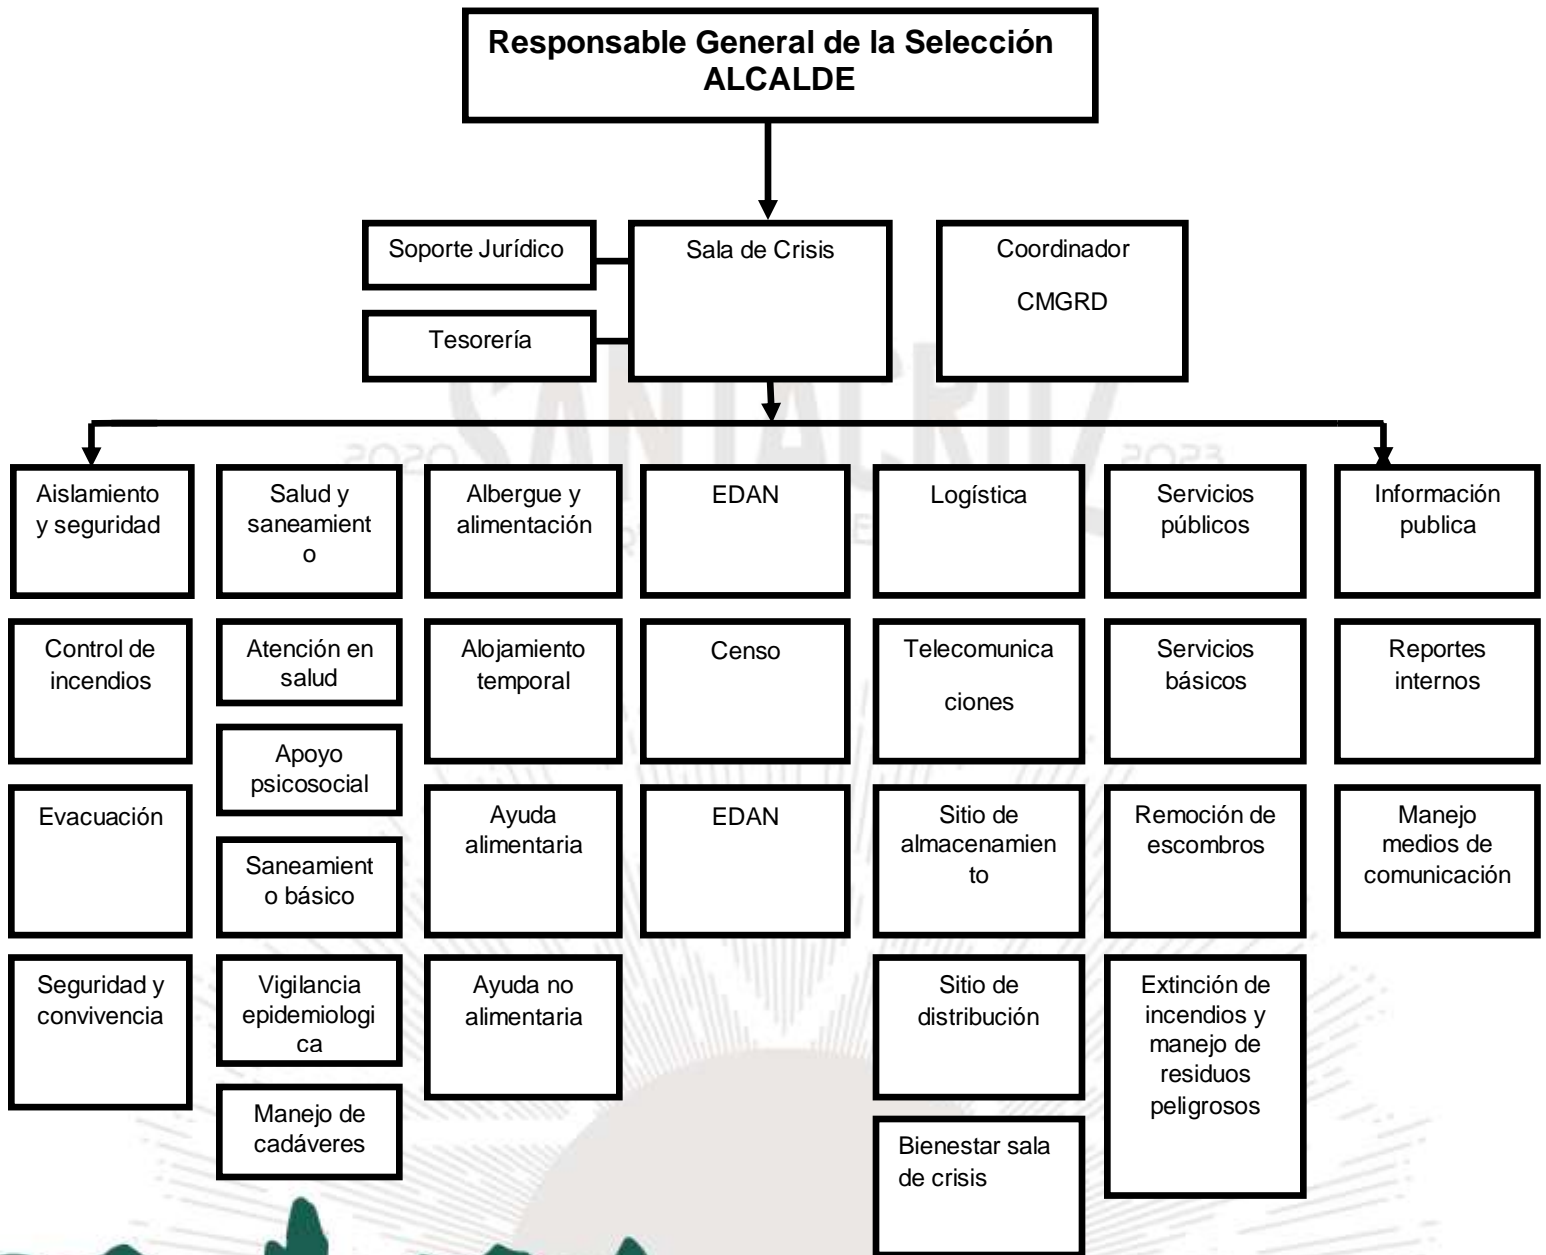 Responsable General de la Selección
ALCALDE
Soporte Jurídico
Tesorería
Sala de Crisis
Coordinador
CMGRD
SANTACRUZ
2020
2023
Aislamiento
y seguridad
Salud y
saneamient
o
Albergue y
alimentación
EDAN
Logística
Servicios
públicos
Información
publica
Control de
incendios
Atención en
salud
Alojamiento
temporal
Censo
Telecomunica
ciones
Servicios
básicos
Reportes
internos
Apoyo
psicosocial
Evacuación
Saneamient
o básico
Ayuda
alimentaria
EDAN
Sitio de
almacenamien
to
Remoción de
escombros
Manejo
medios de
comunicación
Seguridad y
convivencia
Vigilancia
epidemiologi
ca
Ayuda no
alimentaria
Sitio de
distribución
Extinción de
incendios y
manejo de
residuos
peligrosos
Manejo de
cadáveres
Bienestar sala
de crisis